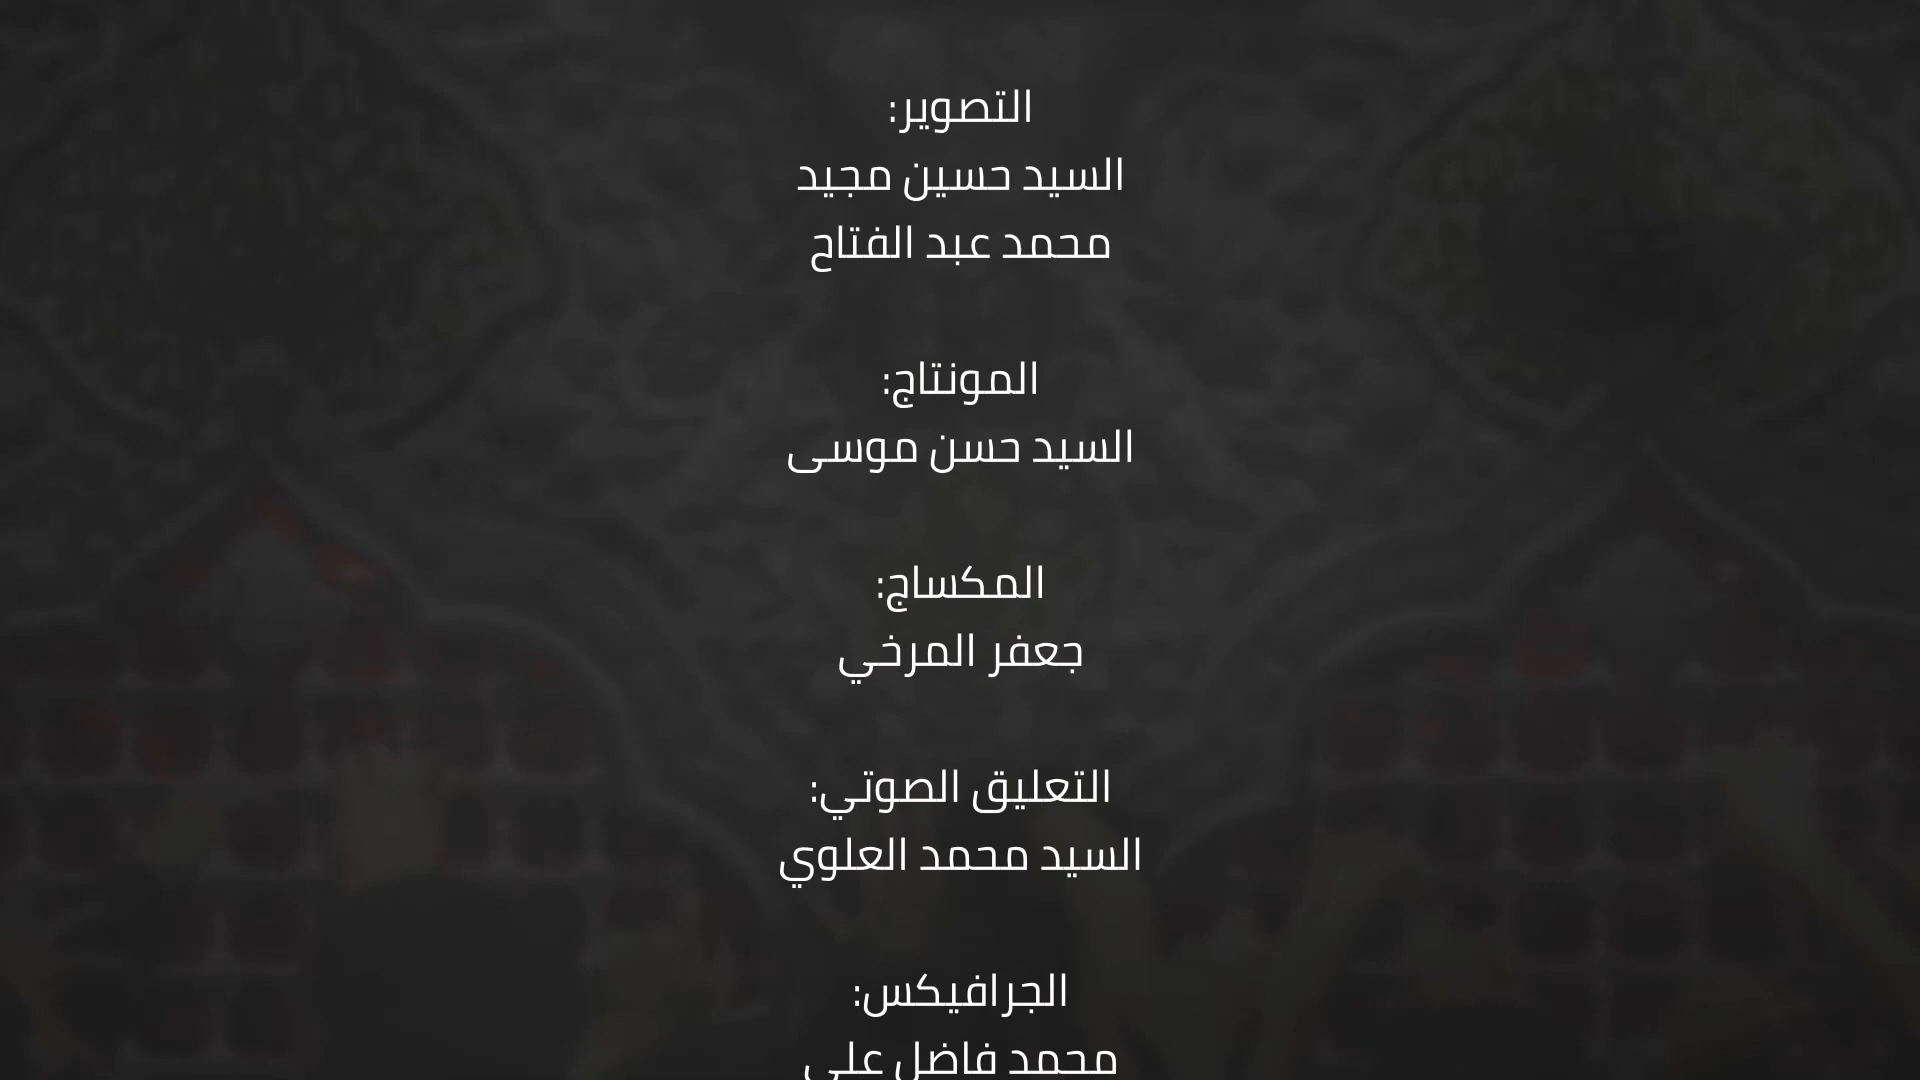 التصوير:
السيد حسين مجيد
محمد عبد الفتاح
المونتاج:
السيد حسن موسى
المكساج:
جعفر المرخي
التعليق الصوتي:
السيد محمد العلوي
الجرافيكس:
محمد فاضل علي